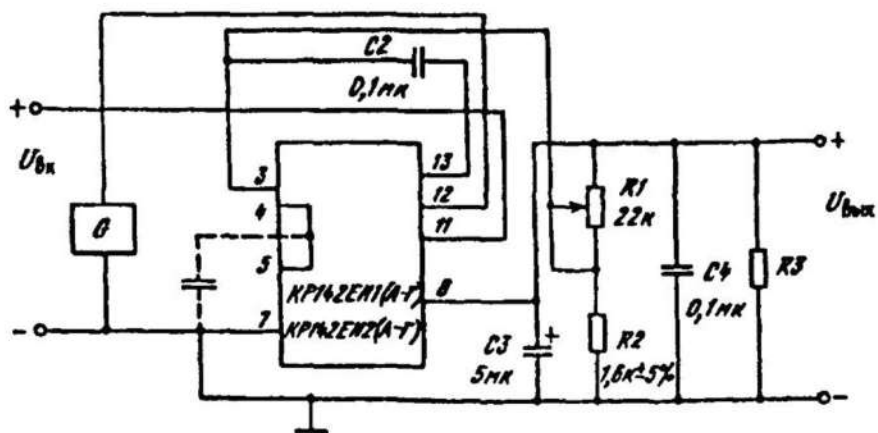 C2
0,1мк
+
Uвх
3
13
12
4
11
G
5
КР142ЕН1(А-Г)
8
7
КР142ЕН2(А-Г)
-
C3
5мк
+
R1
22к
R2
1,6к±5%
C4
0,1мк
R3
+
Uвых
-